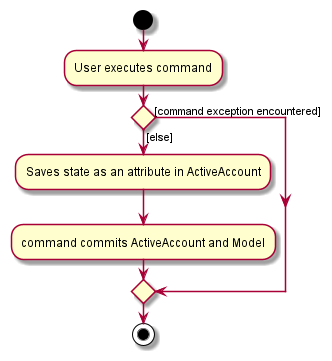 User executes command
[command exception encountered]
[else]
Saves state as an attribute in ActiveAccount
command commits ActiveAccount and Model